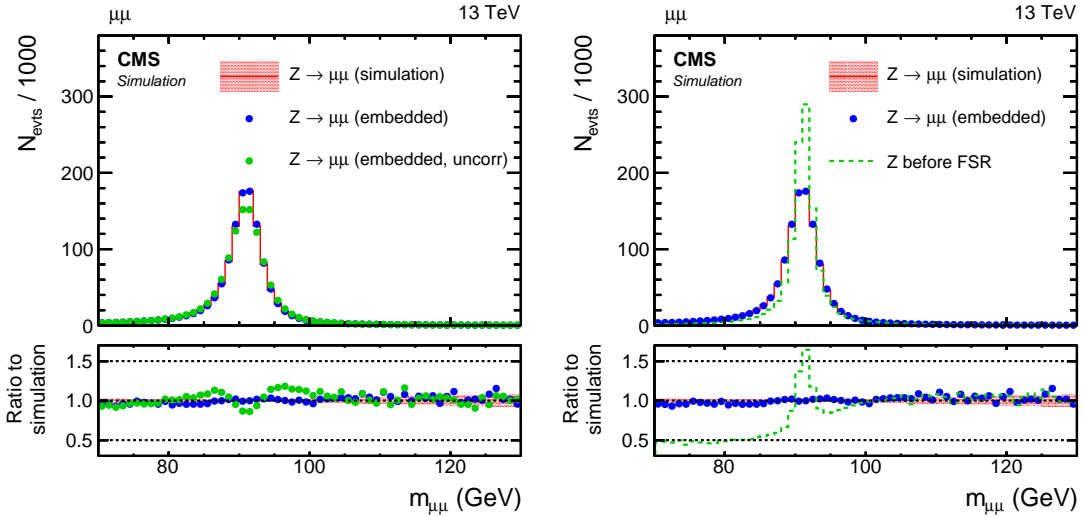 μμ 13 TeV
CMS
Simulation
Z → μμ (simulation)
Z → μμ (embedded)
Z → μμ (embedded, uncorr)
N_evts / 1000
300
200
100
0
Ratio to
simulation
1.5
1.0
0.5
80 100 120
m_μμ (GeV)
μμ 13 TeV
CMS
Simulation
Z → μμ (simulation)
Z → μμ (embedded)
Z before FSR
N_evts / 1000
300
200
100
0
Ratio to
simulation
1.5
1.0
0.5
80 100 120
m_μμ (GeV)